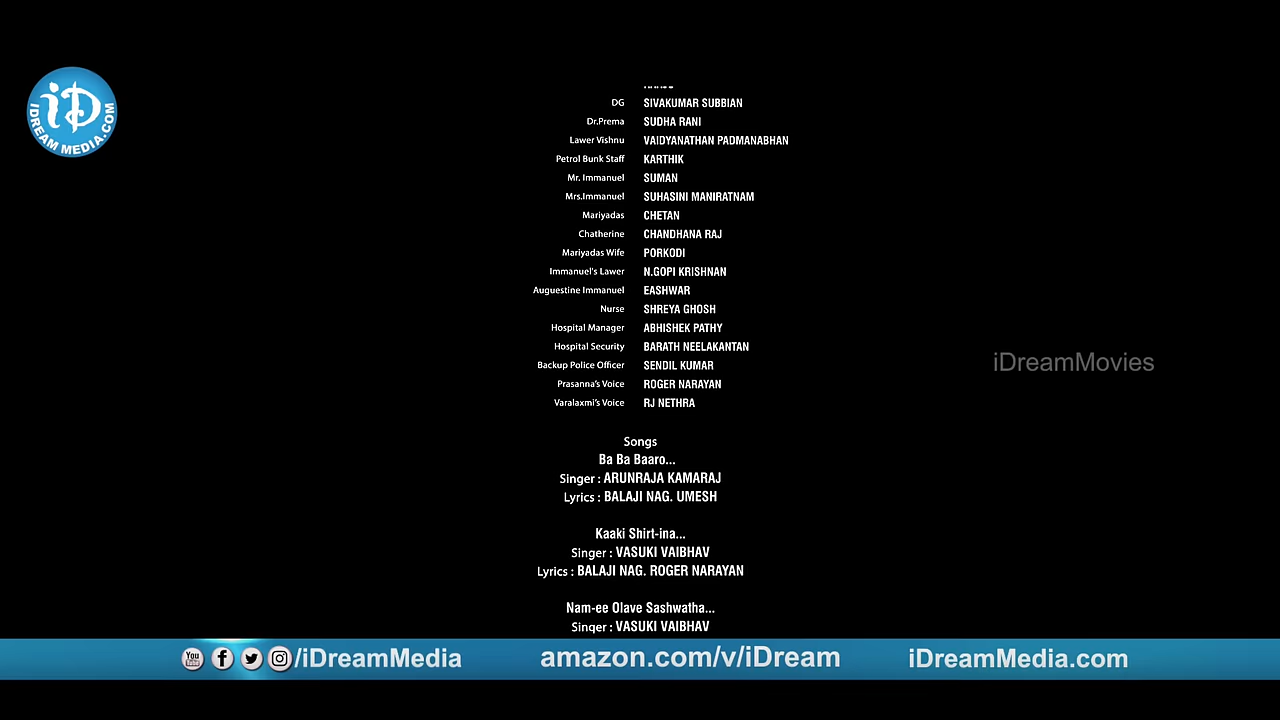 iD
IDREAM MEDIA.COM
DG SIVAKUMAR SUBBIAN
Dr.Prema SUDHA RANI
Lawer Vishnu VAIDYANATHAN PADMANABHAN
Petrol Bunk Staff KARTHIK
Mr. Immanuel SUMAN
Mrs.Immanuel SUHASINI MANIRATNAM
Mariyadas CHETAN
Chatherine CHANDHANA RAJ
Mariyadas Wife PORKODI
Immanuel's Lawer N.GOPI KRISHNAN
Auguestine Immanuel EASHWAR
Nurse SHREYA GHOSH
Hospital Manager ABHISHEK PATHY
Hospital Security BARATH NEELAKANTAN
iDreamMovies
Backup Police Officer SENDIL KUMAR
Prasanna's Voice ROGER NARAYAN
Varalaxmi's Voice RJ NETHRA
Songs
Ba Ba Baaro...
Singer : ARUNRAJA KAMARAJ
Lyrics : BALAJI NAG. UMESH
Kaaki Shirt-ina...
Singer : VASUKI VAIBHAV
Lyrics : BALAJI NAG. ROGER NARAYAN
Nam-ee Olave Sashwatha...
Singer : VASUKI VAIBHAV
You Tube /iDreamMedia amazon.com/v/iDream iDreamMedia.com